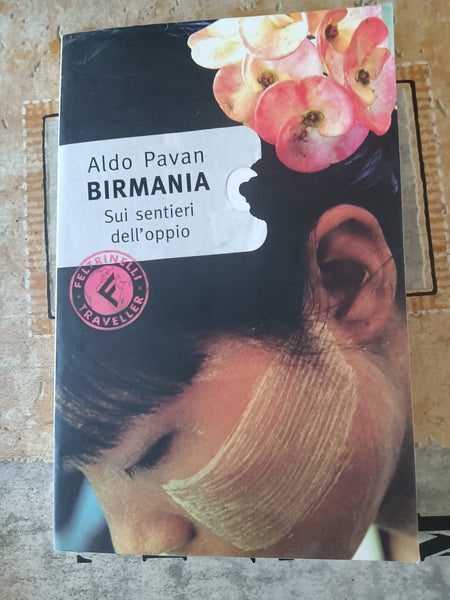 Aldo Pavan
BIRMANIA
Sui sentieri
dell'oppio
FELTRINELLI
TRAVELLER